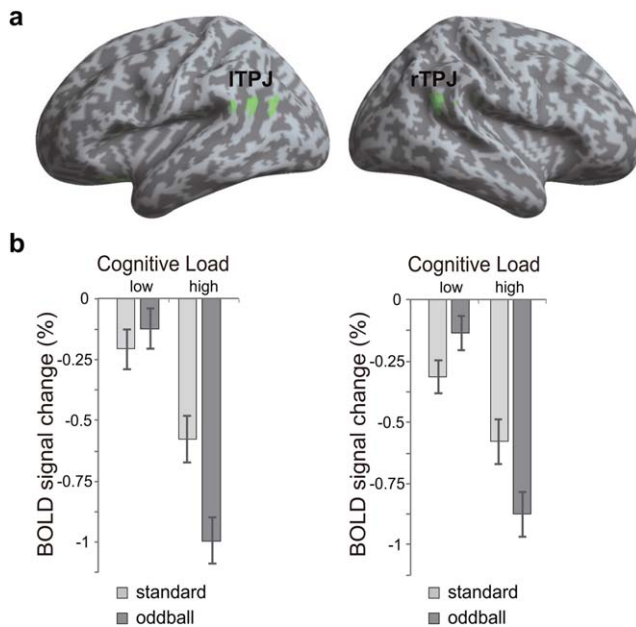 a
lTPJ rTPJ
b
Cognitive Load Cognitive Load
low high low high
0 0
-0.25 -0.25
-0.5 -0.5
-0.75 -0.75
-1 -1
BOLD signal change (%) BOLD signal change (%)
standard standard
oddball oddball